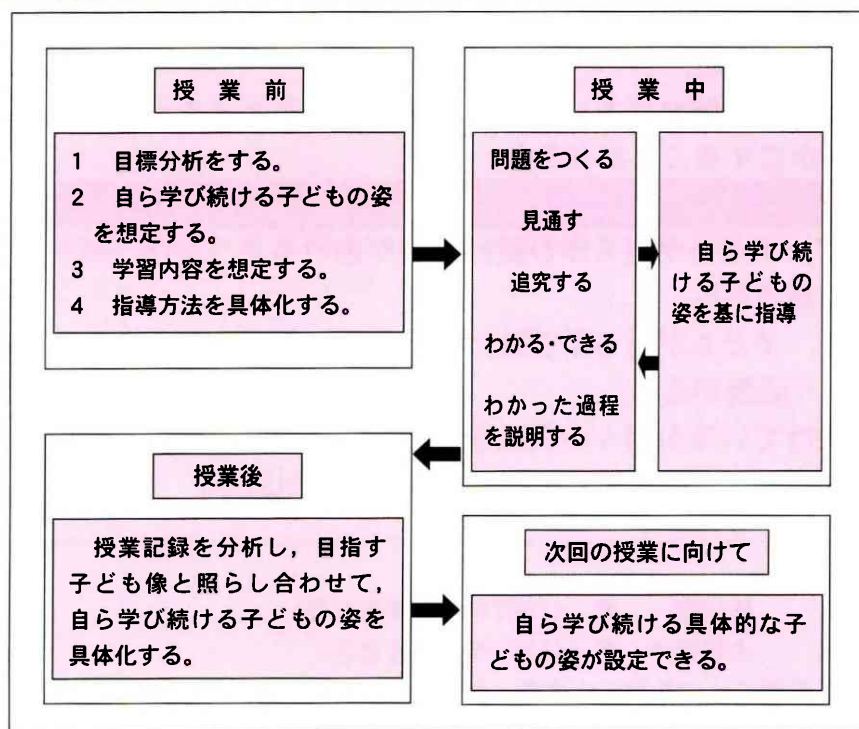 授業前
1 目標分析をする。
2 自ら学び続ける子どもの姿
を想定する。
3 学習内容を想定する。
4 指導方法を具体化する。
授業中
問題をつくる
見通す
追究する
わかる・できる
わかった過程
を説明する
自ら学び続
ける子どもの
姿を基に指導
授業後
授業記録を分析し，目指す
子ども像と照らし合わせて，
自ら学び続ける子どもの姿を
具体化する。
次回の授業に向けて
自ら学び続ける具体的な子
どもの姿が設定できる。